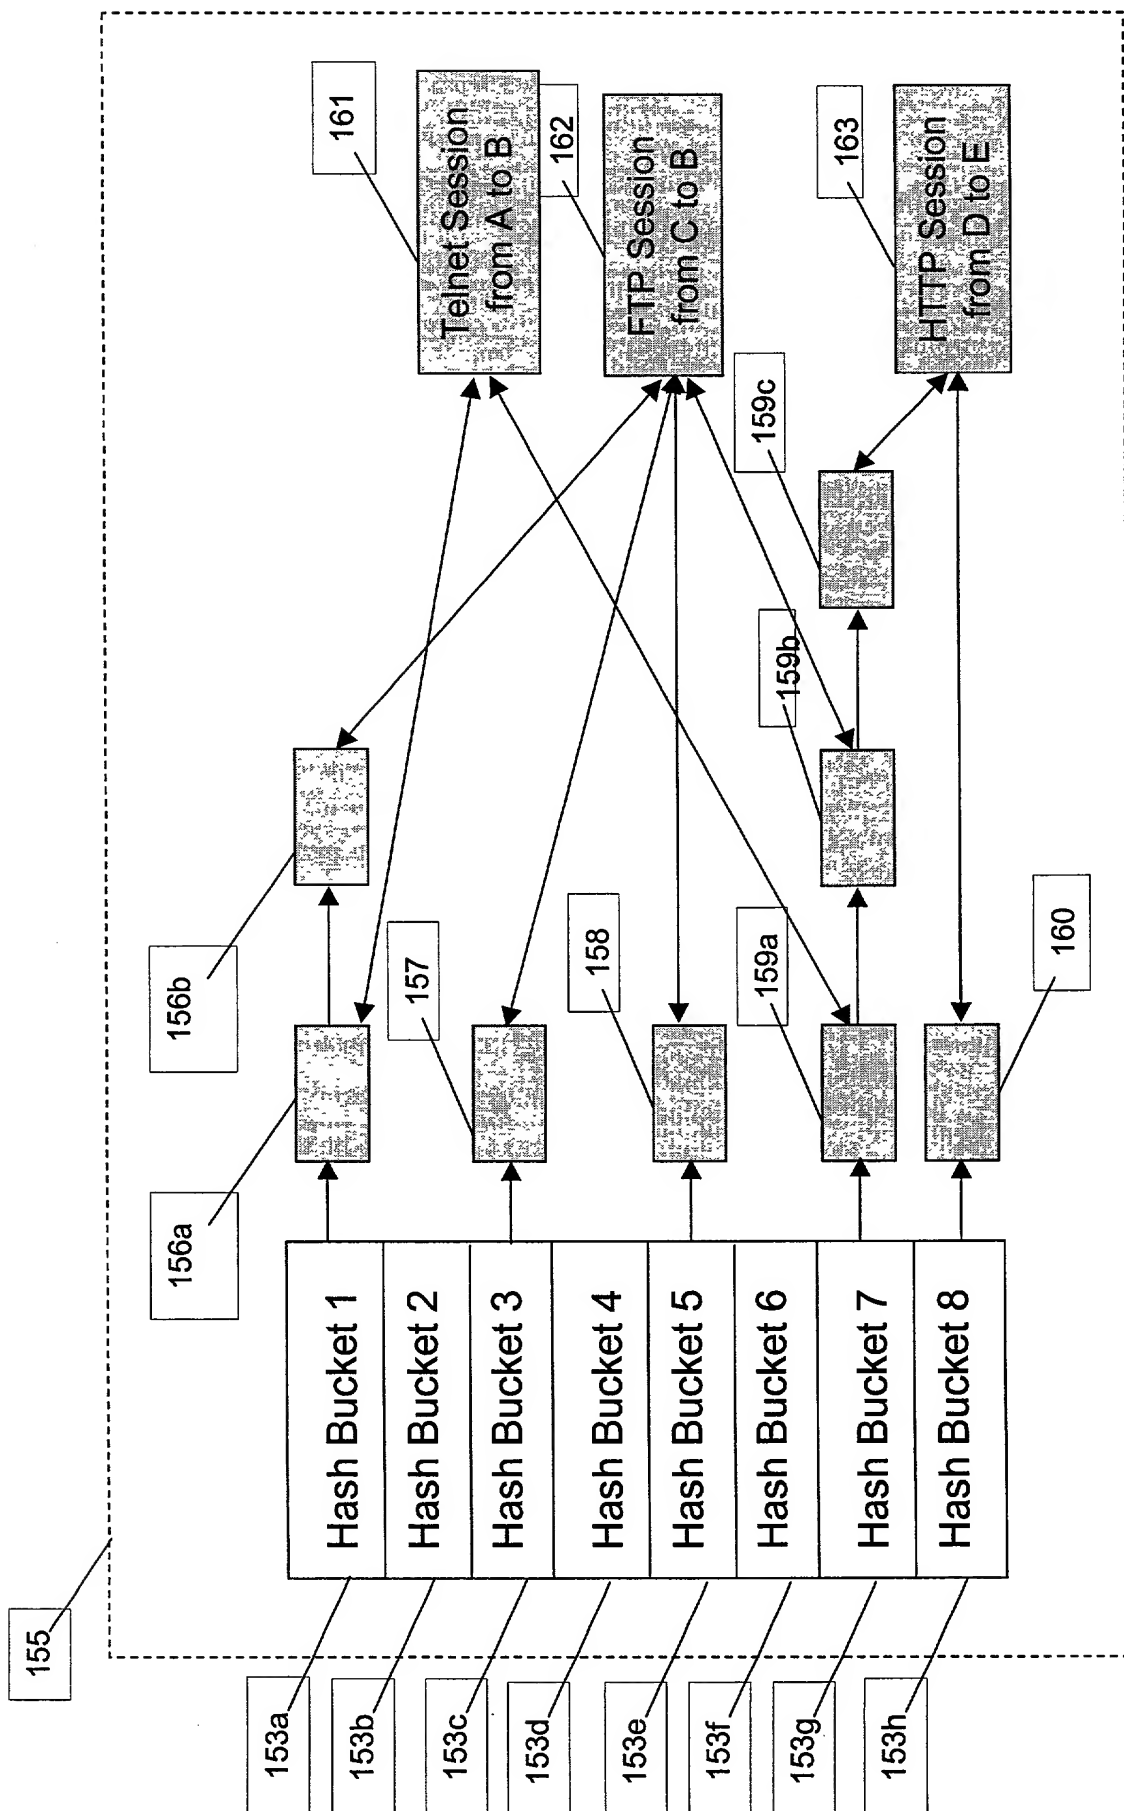 155
153a
153b
153c
153d
153e
153f
153g
153h
Hash Bucket 1
Hash Bucket 2
Hash Bucket 3
Hash Bucket 4
Hash Bucket 5
Hash Bucket 6
Hash Bucket 7
Hash Bucket 8
156a
156b
157
158
159a
159b
159c
160
161
Telnet Session
from A to B
162
FTP Session
from C to B
163
HTTP Session
from D to E